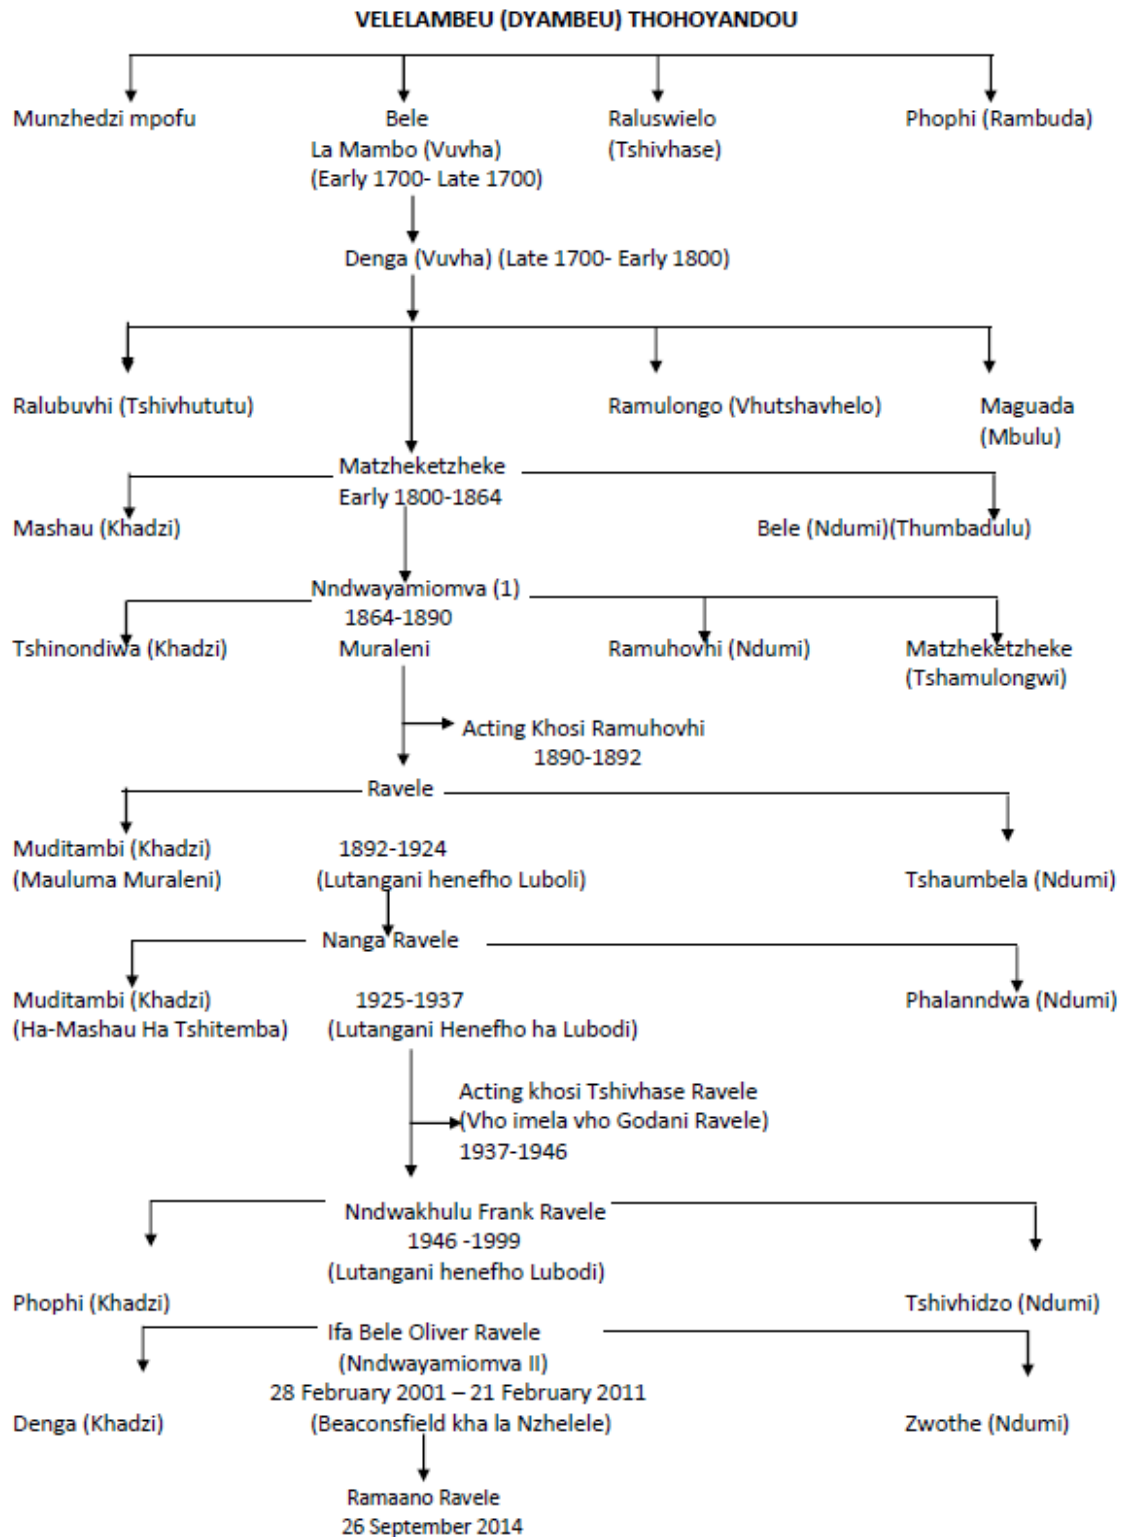 VELELAMBEU (DYAMBEU) THOHOYANDOU
Munzhedzi mpofu
Bele
La Mambo (Vuvha)
(Early 1700- Late 1700)
Raluswielo
(Tshivhase)
Phophi (Rambuda)
Denga (Vuvha) (Late 1700- Early 1800)
Ralubuvhi (Tshivhututu)
Ramulongo (Vhutshavhelo)
Maguada
(Mbulu)
Matzheketzheke
Early 1800-1864
Mashau (Khadzi)
Bele (Ndumi)(Thumbadulu)
Nndwayamiomva (1)
1864-1890
Tshinondiwa (Khadzi)
Muraleni
Ramuhovhi (Ndumi)
Matzheketzheke
(Tshamulongwi)
Acting Khosi Ramuhovhi
1890-1892
Ravele
Muditambi (Khadzi)
(Mauluma Muraleni)
1892-1924
(Lutangani henefho Luboli)
Tshaumbela (Ndumi)
Nanga Ravele
Muditambi (Khadzi)
(Ha-Mashau Ha Tshitemba)
1925-1937
(Lutangani Henefho ha Lubodi)
Phalanndwa (Ndumi)
Acting khosi Tshivhase Ravele
(Vho imela vho Godani Ravele)
1937-1946
Nndwakhulu Frank Ravele
1946 -1999
(Lutangani henefho Lubodi)
Phophi (Khadzi)
Tshivhidzo (Ndumi)
Ifa Bele Oliver Ravele
(Nndwayamiomva II)
28 February 2001 – 21 February 2011
Denga (Khadzi)
(Beaconsfield kha la Nzhelele)
Zwothe (Ndumi)
Ramaano Ravele
26 September 2014